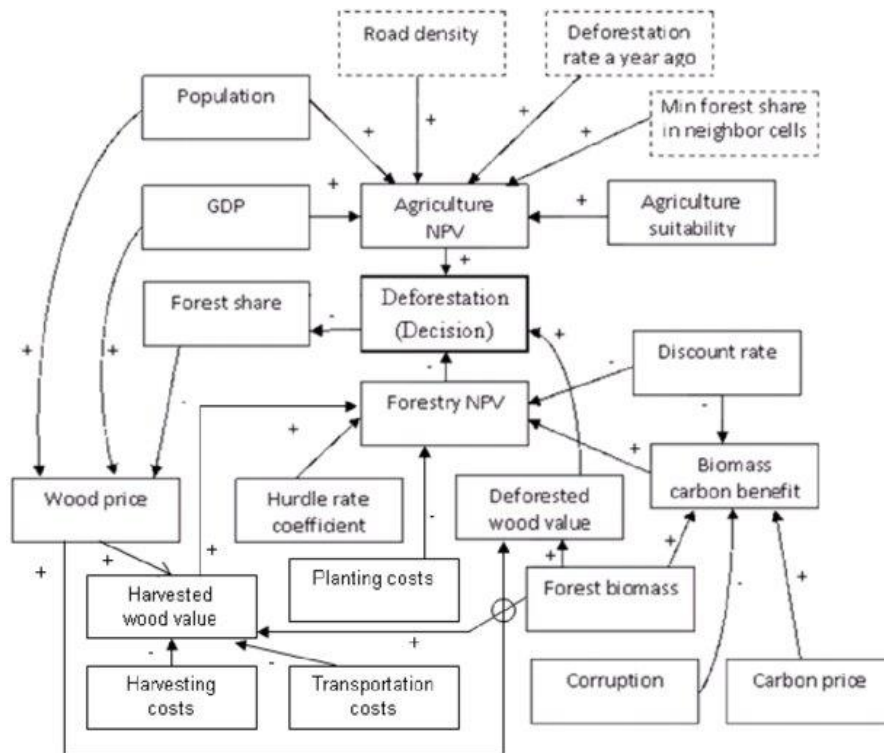 Road density
Deforestation
rate a year ago
Population
Min forest share
in neighbor cells
+
+
+
+
GDP
+
Agriculture
NPV
+
Agriculture
suitability
+
Forest share
-
Deforestation
(Decision)
+
Discount rate
+
+
-
-
-
Forestry NPV
-
+
+
Wood price
Hurdle rate
coefficient
-
Deforested
wood value
Biomass
carbon benefit
+
+
+
Planting costs
+
+
-
+
Harvested
wood value
Forest biomass
+
-
-
Harvesting
costs
Transportation
costs
Corruption
Carbon price